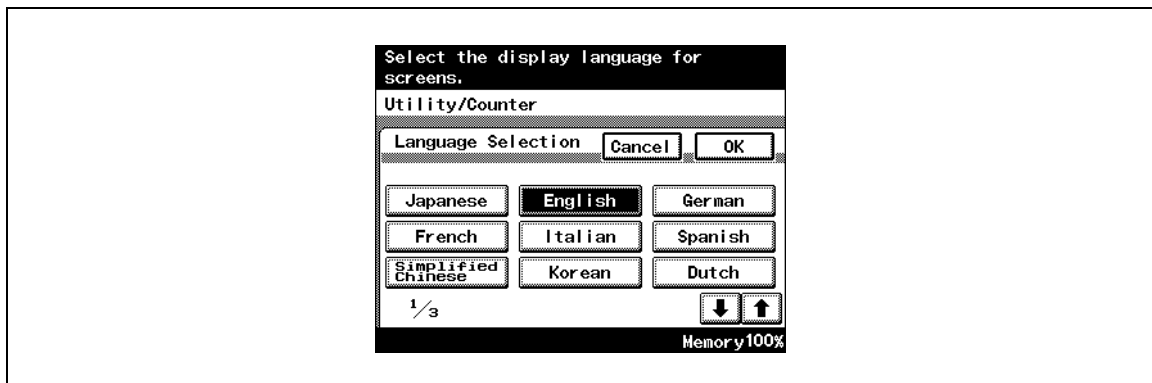 Select the display language for
screens.
Utility/Counter
Language Selection Cancel OK
Japanese English German
French Italian Spanish
Simplified
Chinese
Korean Dutch
1/3
Memory100%